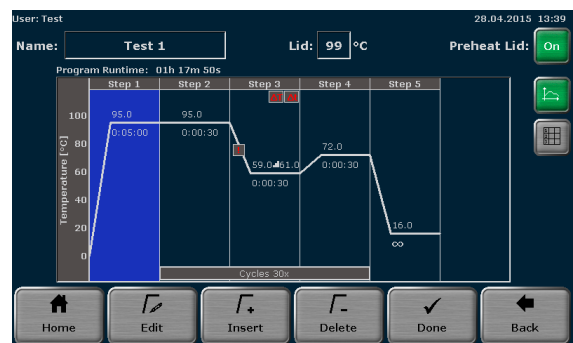 User: Test 28.04.2015 13:39
Name: Test 1 Lid: 99 °C Preheat Lid: On
Program Runtime: 01h 17m 50s
Step 1 Step 2 Step 3 Step 4 Step 5
Temperature [°C]
100
80
60
40
20
0
95.0
0:05:00
95.0
0:00:30
59.0 61.0
0:00:30
72.0
0:00:30
16.0
∞
Cycles 30x
Home Edit Insert Delete Done Back